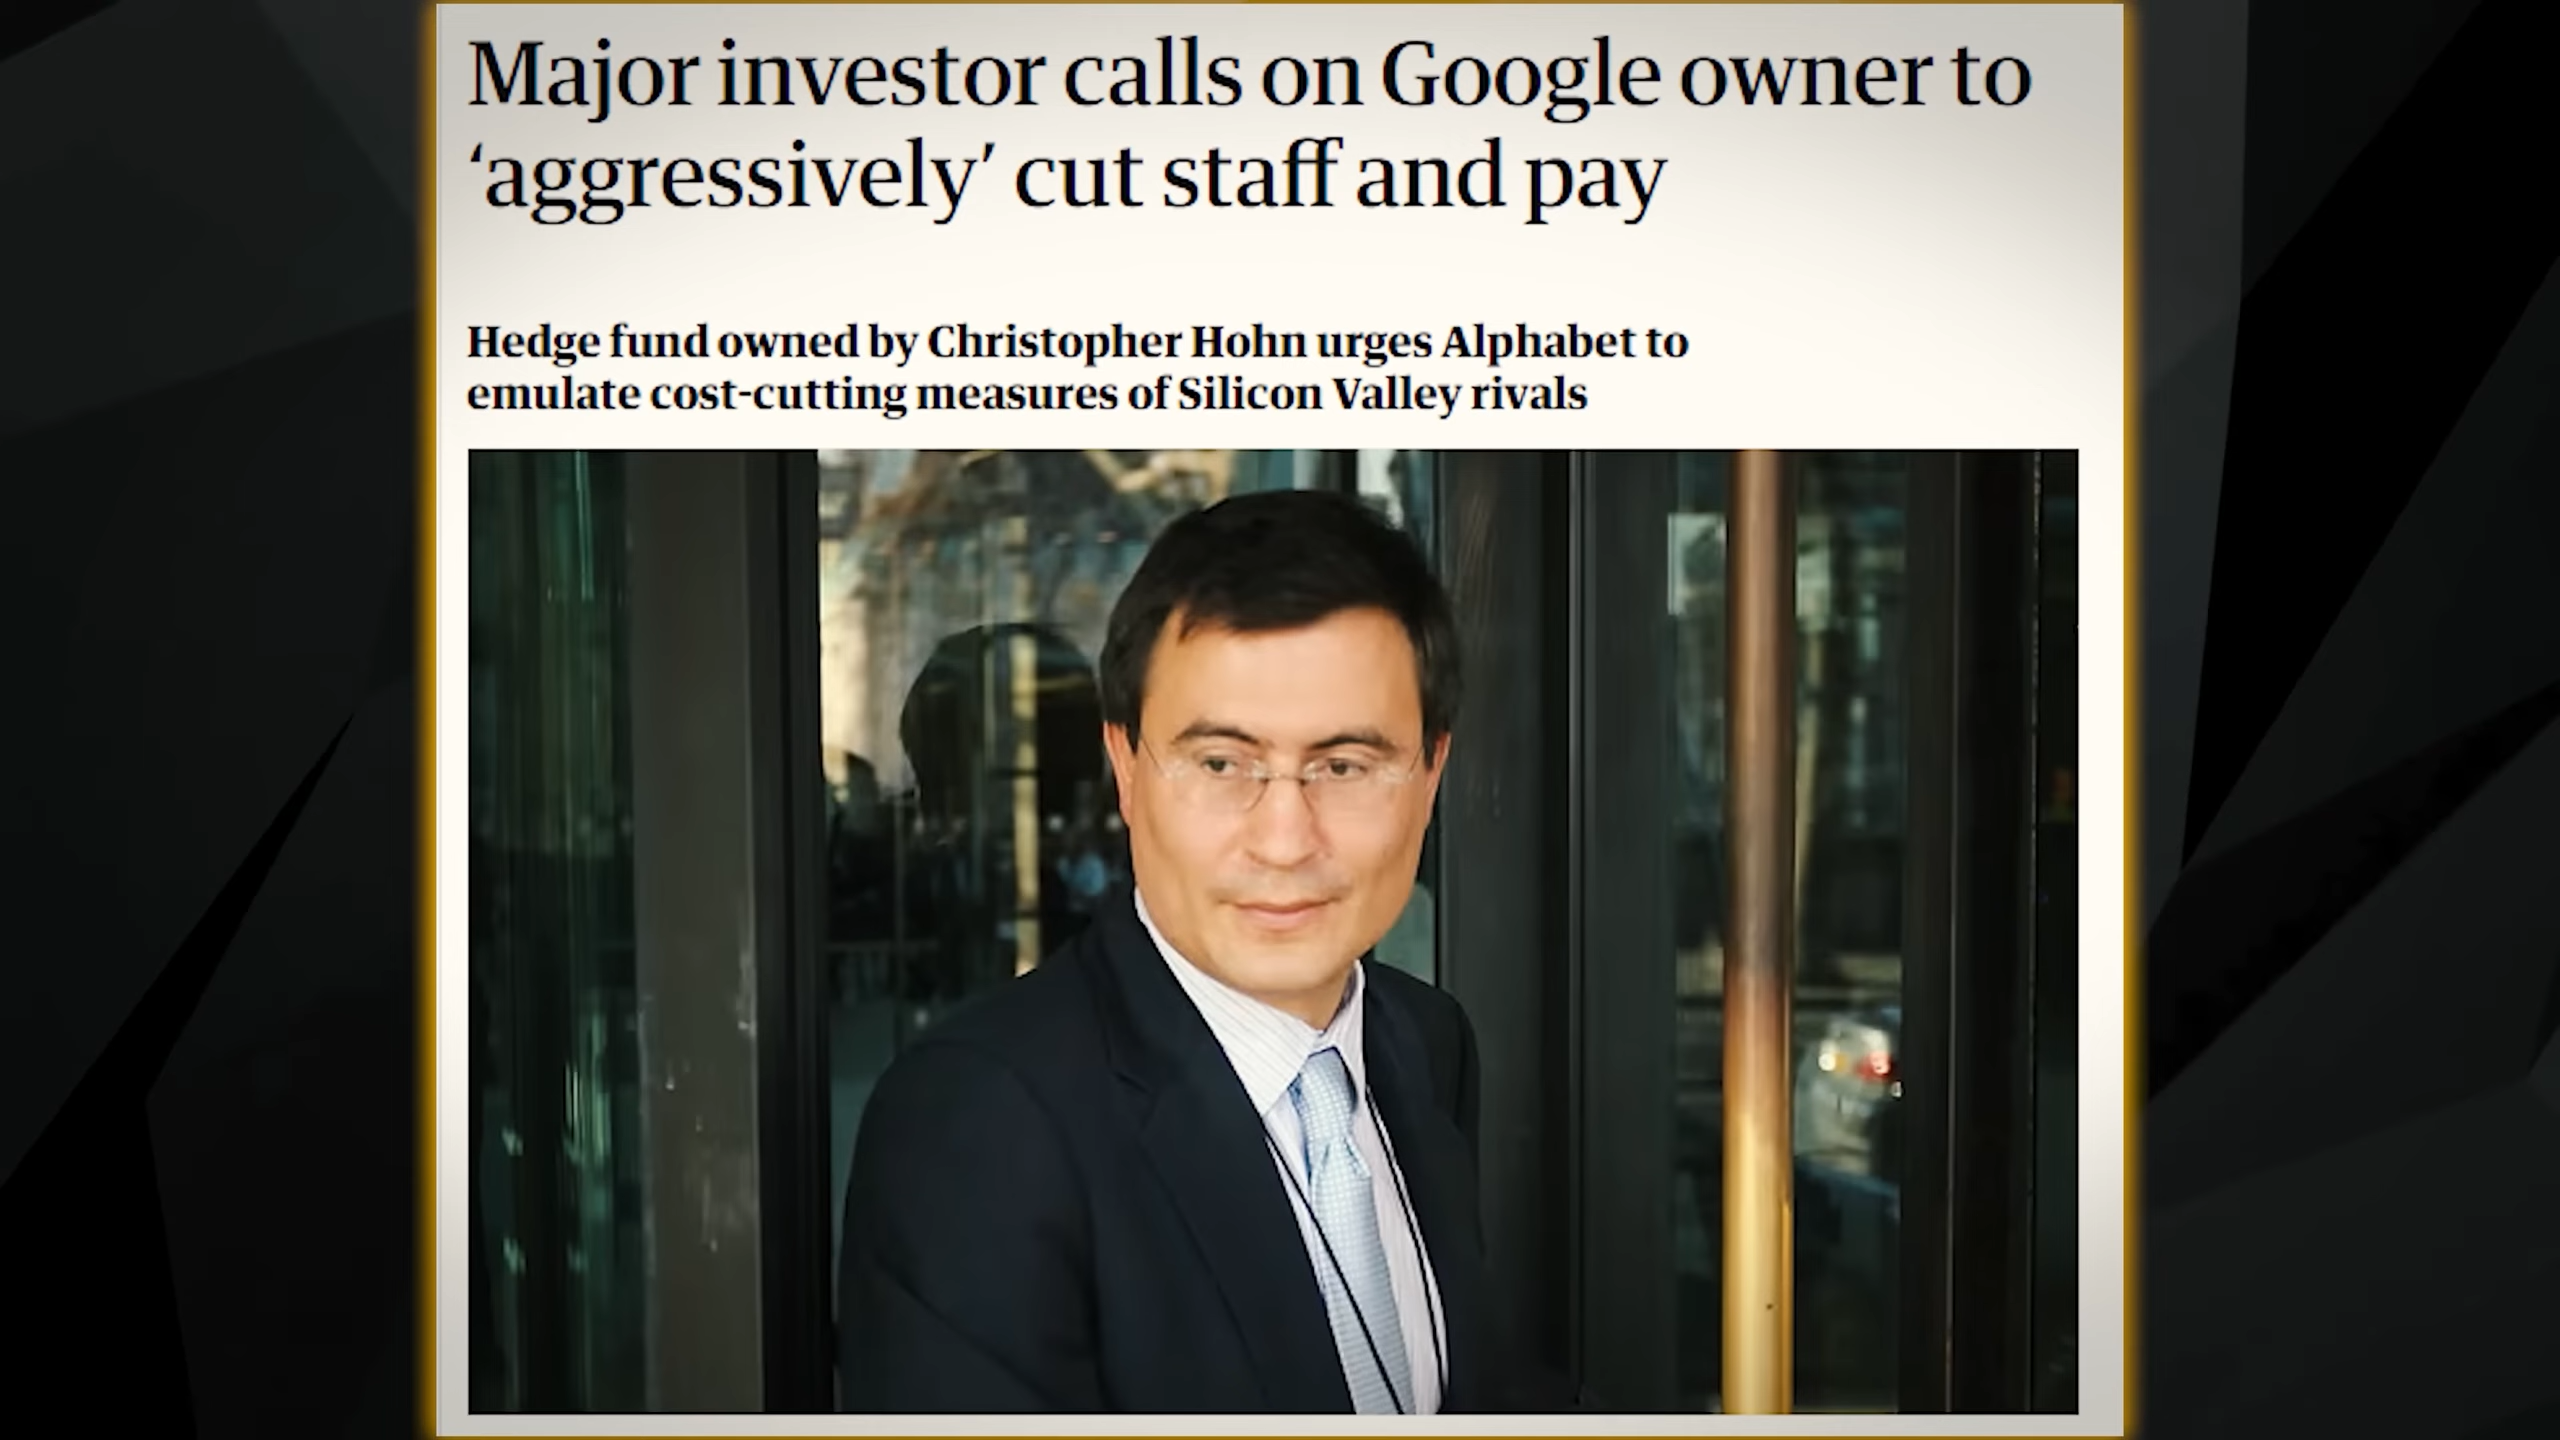 Major investor calls on Google owner to
‘aggressively’ cut staff and pay
Hedge fund owned by Christopher Hohn urges Alphabet to
emulate cost-cutting measures of Silicon Valley rivals